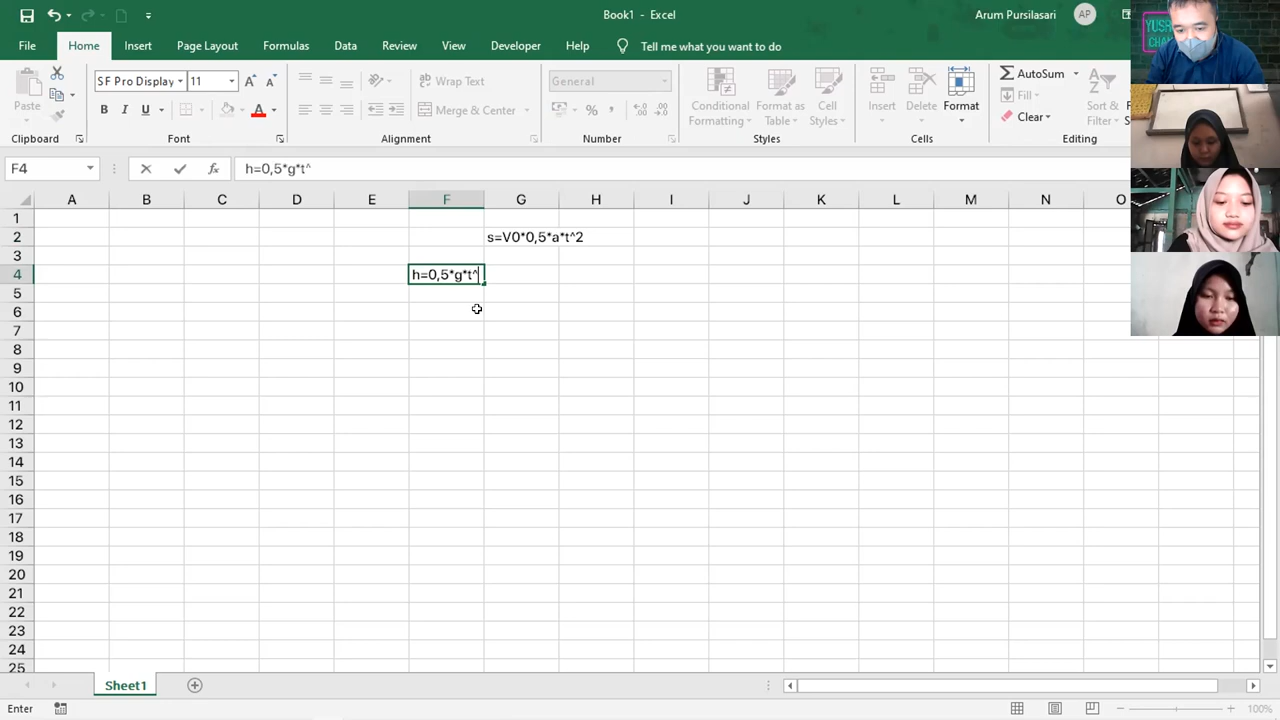 Book1 - Excel
Arum Pursilasari
AP
File
Home
Insert
Page Layout
Formulas
Data
Review
View
Developer
Help
Tell me what you want to do
Paste
SF Pro Display
11
A
A
B
I
U
A
Wrap Text
Merge & Center
General
%
Conditional
Formatting
Format as
Table
Cell
Styles
Insert
Delete
Format
AutoSum
Fill
Clear
Sort &
Filter
Clipboard
Font
Alignment
Number
Styles
Cells
Editing
F4
fx
h=0,5*g*t^
A B C D E F G H I J K L M N O
1
2
s=V0*0,5*a*t^2
3
4
h=0,5*g*t^
5
6
7
8
9
10
11
12
13
14
15
16
17
18
19
20
21
22
23
24
25
Sheet1
Enter
100%